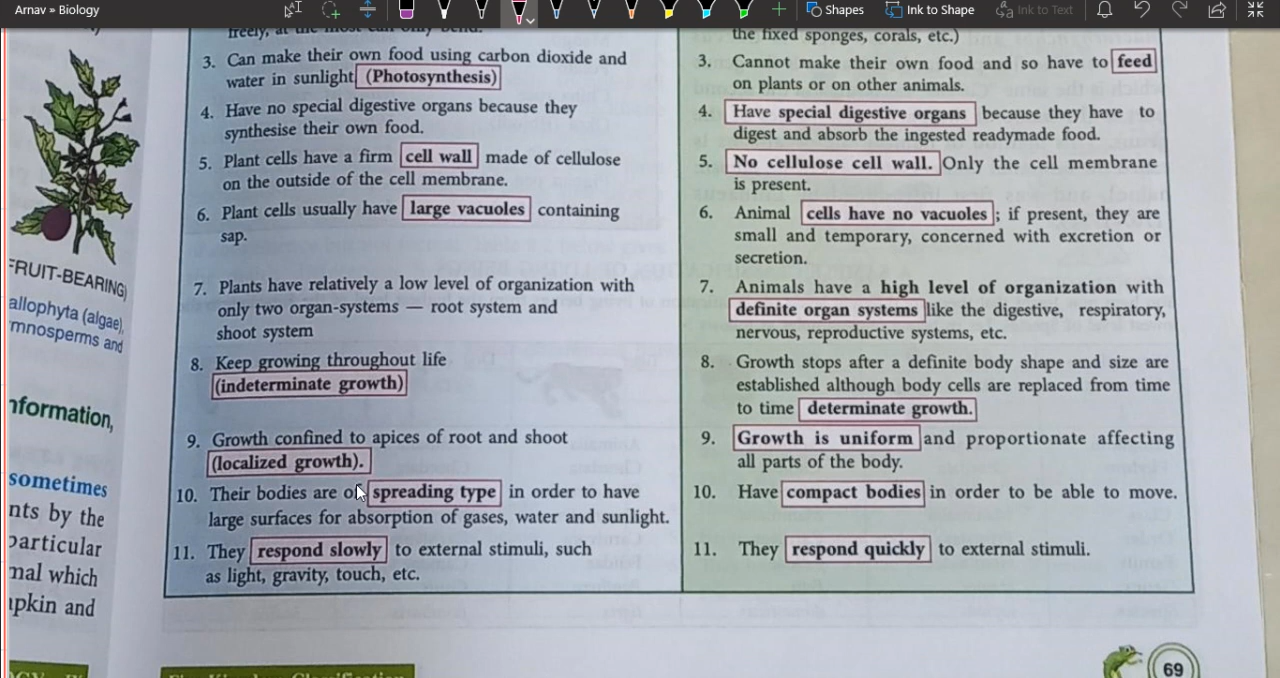 Arnav » Biology
Shapes
Ink to Shape
Ink to Text
3. Can make their own food using carbon dioxide and
water in sunlight (Photosynthesis)
4. Have no special digestive organs because they
synthesise their own food.
5. Plant cells have a firm cell wall made of cellulose
on the outside of the cell membrane.
6. Plant cells usually have large vacuoles containing
sap.
7. Plants have relatively a low level of organization with
only two organ-systems — root system and
shoot system
8. Keep growing throughout life
(indeterminate growth)
9. Growth confined to apices of root and shoot
(localized growth).
10. Their bodies are of spreading type in order to have
large surfaces for absorption of gases, water and sunlight.
11. They respond slowly to external stimuli, such
as light, gravity, touch, etc.
the fixed sponges, corals, etc.)
3. Cannot make their own food and so have to feed
on plants or on other animals.
4. Have special digestive organs because they have to
digest and absorb the ingested readymade food.
5. No cellulose cell wall. Only the cell membrane
is present.
6. Animal cells have no vacuoles; if present, they are
small and temporary, concerned with excretion or
secretion.
7. Animals have a high level of organization with
definite organ systems like the digestive, respiratory,
nervous, reproductive systems, etc.
8. Growth stops after a definite body shape and size are
established although body cells are replaced from time
to time determinate growth.
9. Growth is uniform and proportionate affecting
all parts of the body.
10. Have compact bodies in order to be able to move.
11. They respond quickly to external stimuli.
FRUIT-BEARING)
allophyta (algae),
mnosperms and
nformation,
sometimes
nts by the
particular
mal which
pkin and
69